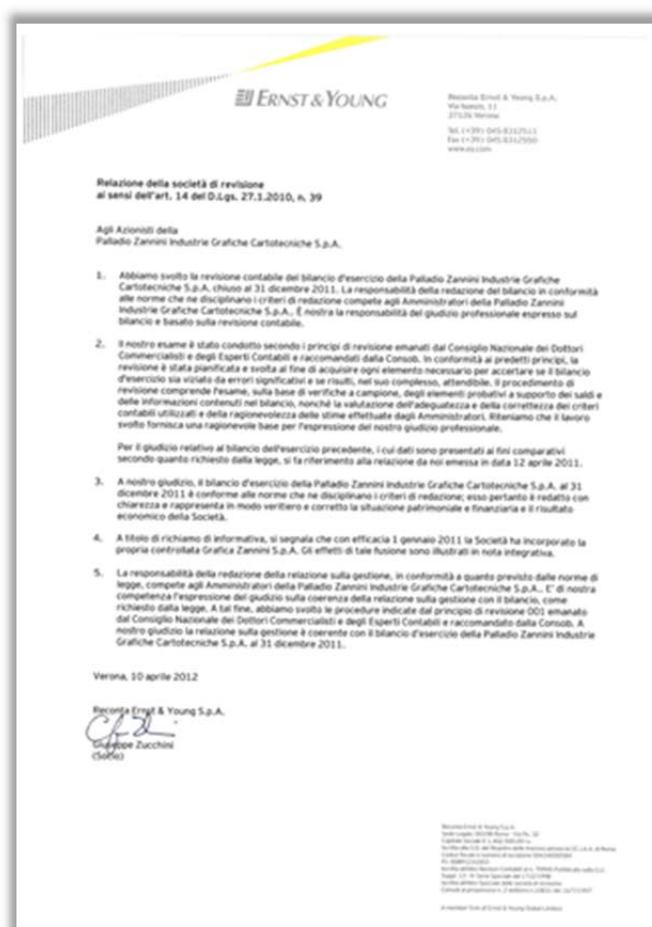 ERNST & YOUNG
Reconta Ernst & Young S.p.A.
Via Isonzo, 11
37126 Verona
Tel. (+39) 045 8312511
Fax (+39) 045 8312550
www.ey.com
Relazione della società di revisione
ai sensi dell'art. 14 del D.Lgs. 27.1.2010, n. 39
Agli Azionisti della
Palladio Zannini Industrie Grafiche Cartotecniche S.p.A.
1. Abbiamo svolto la revisione contabile del bilancio d'esercizio della Palladio Zannini Industrie Grafiche
Cartotecniche S.p.A. chiuso al 31 dicembre 2011. La responsabilità della redazione del bilancio in conformità
alle norme che ne disciplinano i criteri di redazione compete agli Amministratori della Palladio Zannini
Industrie Grafiche Cartotecniche S.p.A.. È nostra la responsabilità del giudizio professionale espresso sul
bilancio e basato sulla revisione contabile.
2. Il nostro esame è stato condotto secondo i principi di revisione emanati dal Consiglio Nazionale dei Dottori
Commercialisti e degli Esperti Contabili e raccomandati dalla Consob. In conformità ai predetti principi, la
revisione è stata pianificata e svolta al fine di acquisire ogni elemento necessario per accertare se il bilancio
d'esercizio sia viziato da errori significativi e se risulti, nel suo complesso, attendibile. Il procedimento di
revisione comprende l'esame, sulla base di verifiche a campione, degli elementi probativi a supporto dei saldi e
delle informazioni contenuti nel bilancio, nonché la valutazione dell'adeguatezza e della correttezza dei criteri
contabili utilizzati e della ragionevolezza delle stime effettuate dagli Amministratori. Riteniamo che il lavoro
svolto fornisca una ragionevole base per l'espressione del nostro giudizio professionale.
Per il giudizio relativo al bilancio dell'esercizio precedente, i cui dati sono presentati ai fini comparativi
secondo quanto richiesto dalla legge, si fa riferimento alla relazione da noi emessa in data 12 aprile 2011.
3. A nostro giudizio, il bilancio d'esercizio della Palladio Zannini Industrie Grafiche Cartotecniche S.p.A. al 31
dicembre 2011 è conforme alle norme che ne disciplinano i criteri di redazione; esso pertanto è redatto con
chiarezza e rappresenta in modo veritiero e corretto la situazione patrimoniale e finanziaria e il risultato
economico della Società.
4. A titolo di richiamo di informativa, si segnala che con efficacia 1 gennaio 2011 la Società ha incorporato la
propria controllata Grafica Zannini S.p.A. Gli effetti di tale fusione sono illustrati in nota integrativa.
5. La responsabilità della redazione della relazione sulla gestione, in conformità a quanto previsto dalle norme di
legge, compete agli Amministratori della Palladio Zannini Industrie Grafiche Cartotecniche S.p.A.. E' di nostra
competenza l'espressione del giudizio sulla coerenza della relazione sulla gestione con il bilancio, come
richiesto dalla legge. A tal fine, abbiamo svolto le procedure indicate dal principio di revisione 001 emanato
dal Consiglio Nazionale dei Dottori Commercialisti e degli Esperti Contabili e raccomandato dalla Consob. A
nostro giudizio la relazione sulla gestione è coerente con il bilancio d'esercizio della Palladio Zannini Industrie
Grafiche Cartotecniche S.p.A. al 31 dicembre 2011.
Verona, 10 aprile 2012
Reconta Ernst & Young S.p.A.
Giuseppe Zucchini
(Socio)
Reconta Ernst & Young S.p.A.
A member firm of Ernst & Young Global Limited